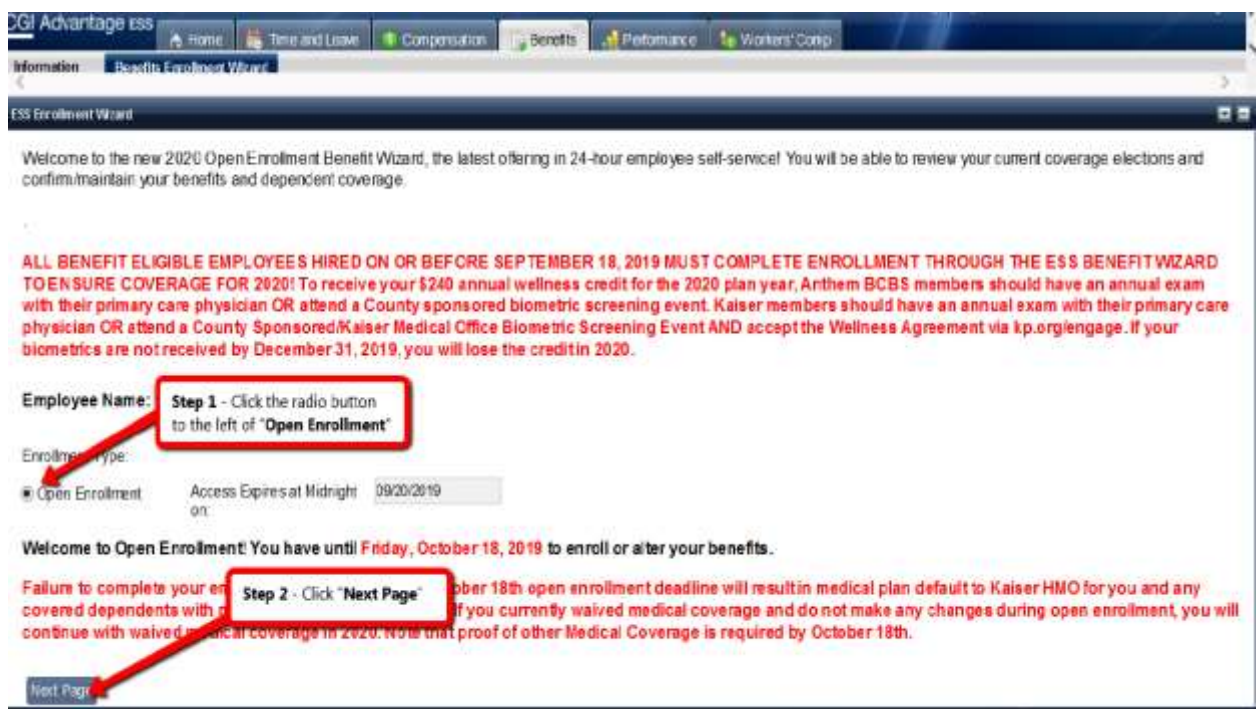 CGI Advantage ESS
Home Time and Leave Compensation Benefits Performance Workers' Comp
Information Benefits Enrollment Wizard
ESS Enrollment Wizard
Welcome to the new 2020 Open Enrollment Benefit Wizard, the latest offering in 24-hour employee self-service! You will be able to review your current coverage elections and
confirm/maintain your benefits and dependent coverage.
ALL BENEFIT ELIGIBLE EMPLOYEES HIRED ON OR BEFORE SEPTEMBER 18, 2019 MUST COMPLETE ENROLLMENT THROUGH THE ESS BENEFIT WIZARD
TO ENSURE COVERAGE FOR 2020! To receive your $240 annual wellness credit for the 2020 plan year, Anthem BCBS members should have an annual exam
with their primary care physician OR attend a County sponsored biometric screening event. Kaiser members should have an annual exam with their primary care
physician OR attend a County Sponsored/Kaiser Medical Office Biometric Screening Event AND accept the Wellness Agreement via kp.org/engage. If your
biometrics are not received by December 31, 2019, you will lose the credit in 2020.
Employee Name:
Step 1 - Click the radio button
to the left of "Open Enrollment"
Enrollment Type:
Open Enrollment Access Expires at Midnight 09/20/2019
on:
Welcome to Open Enrollment! You have until Friday, October 18, 2019 to enroll or alter your benefits.
Failure to complete your ober 18th open enrollment deadline will result in medical plan default to Kaiser HMO for you and any
Step 2 - Click "Next Page"
covered dependents with f you currently waived medical coverage and do not make any changes during open enrollment, you will
continue with waived medical coverage in 2020. Note that proof of other Medical Coverage is required by October 18th.
Next Page